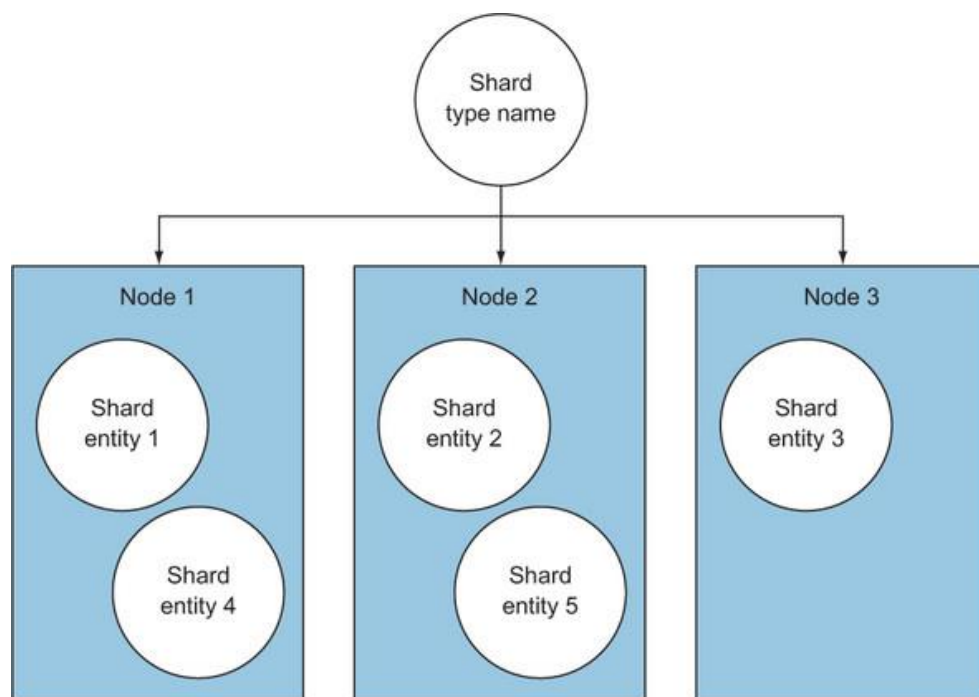 Shard
type name
Node 1
Shard
entity 1
Shard
entity 4
Node 2
Shard
entity 2
Shard
entity 5
Node 3
Shard
entity 3